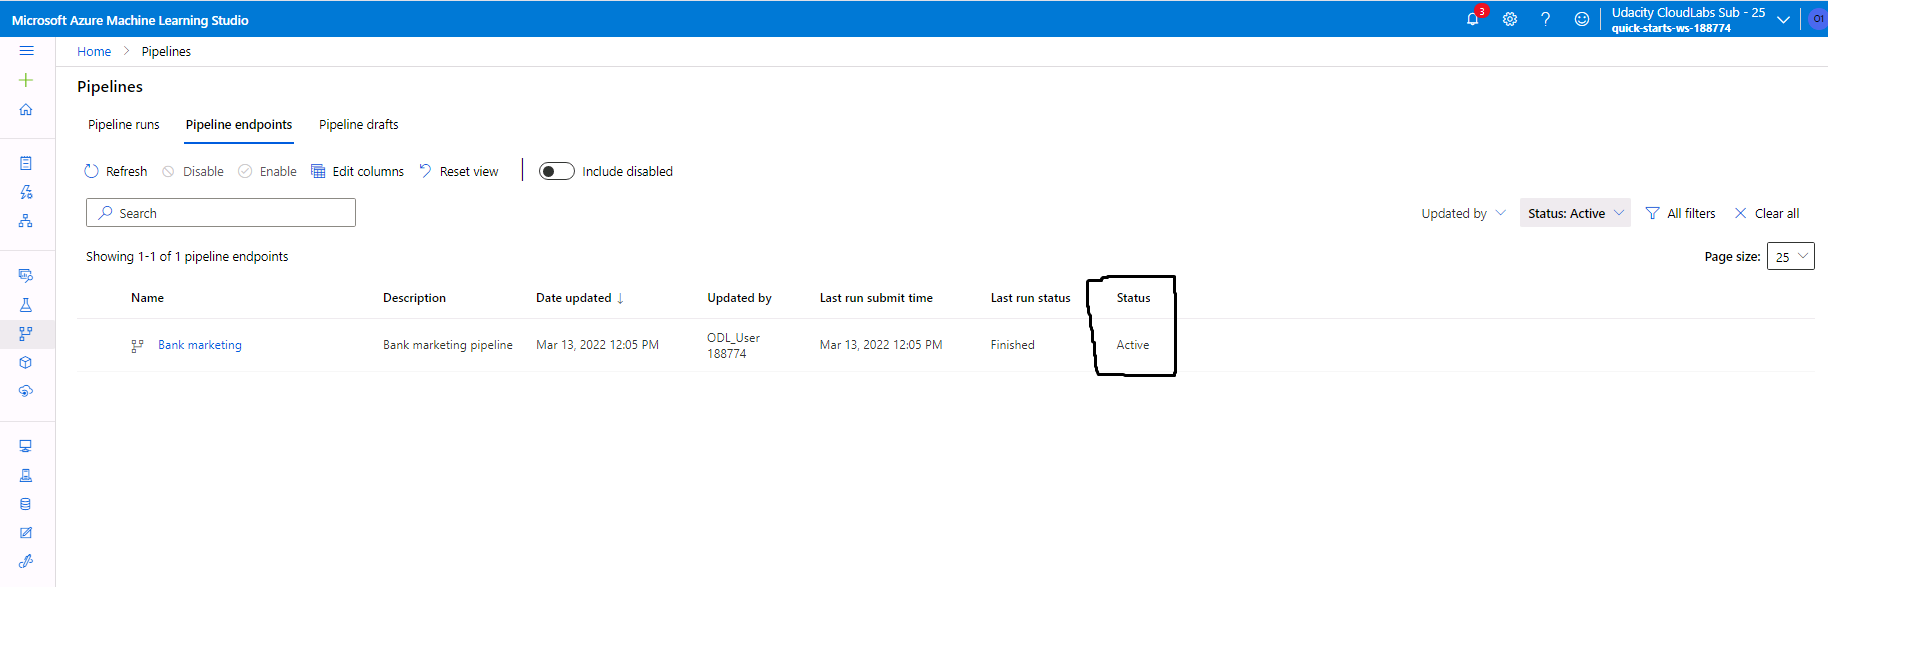 Microsoft Azure Machine Learning Studio
3
?
Udacity CloudLabs Sub - 25
quick-starts-ws-188774
O1
Home > Pipelines
Pipelines
Pipeline runs Pipeline endpoints Pipeline drafts
Refresh Disable Enable Edit columns Reset view Include disabled
Search
Updated by Status: Active All filters Clear all
Showing 1-1 of 1 pipeline endpoints
Page size: 25
Name Description Date updated ↓ Updated by Last run submit time Last run status Status
Bank marketing Bank marketing pipeline Mar 13, 2022 12:05 PM ODL_User 188774 Mar 13, 2022 12:05 PM Finished Active